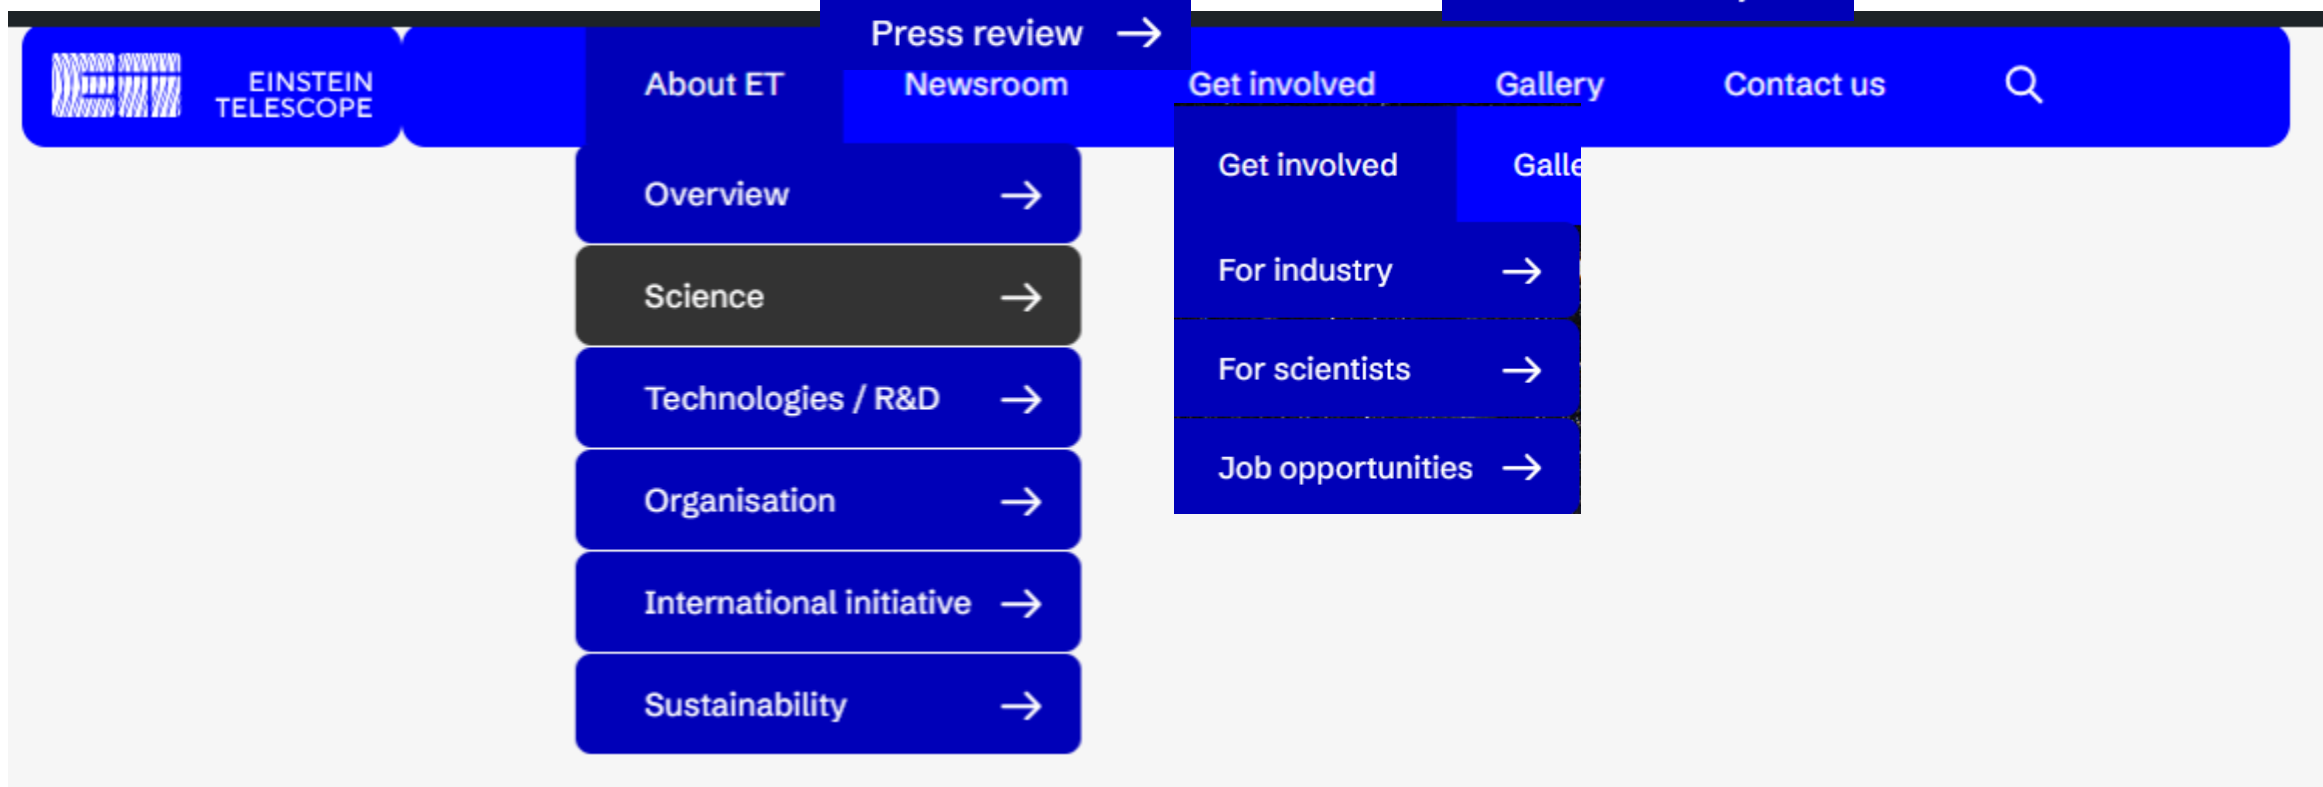 Press review
EINSTEIN
TELESCOPE
About ET
Newsroom
Get involved
Gallery
Contact us
Overview
Science
Technologies / R&D
Organisation
International initiative
Sustainability
Get involved
Galle
For industry
For scientists
Job opportunities